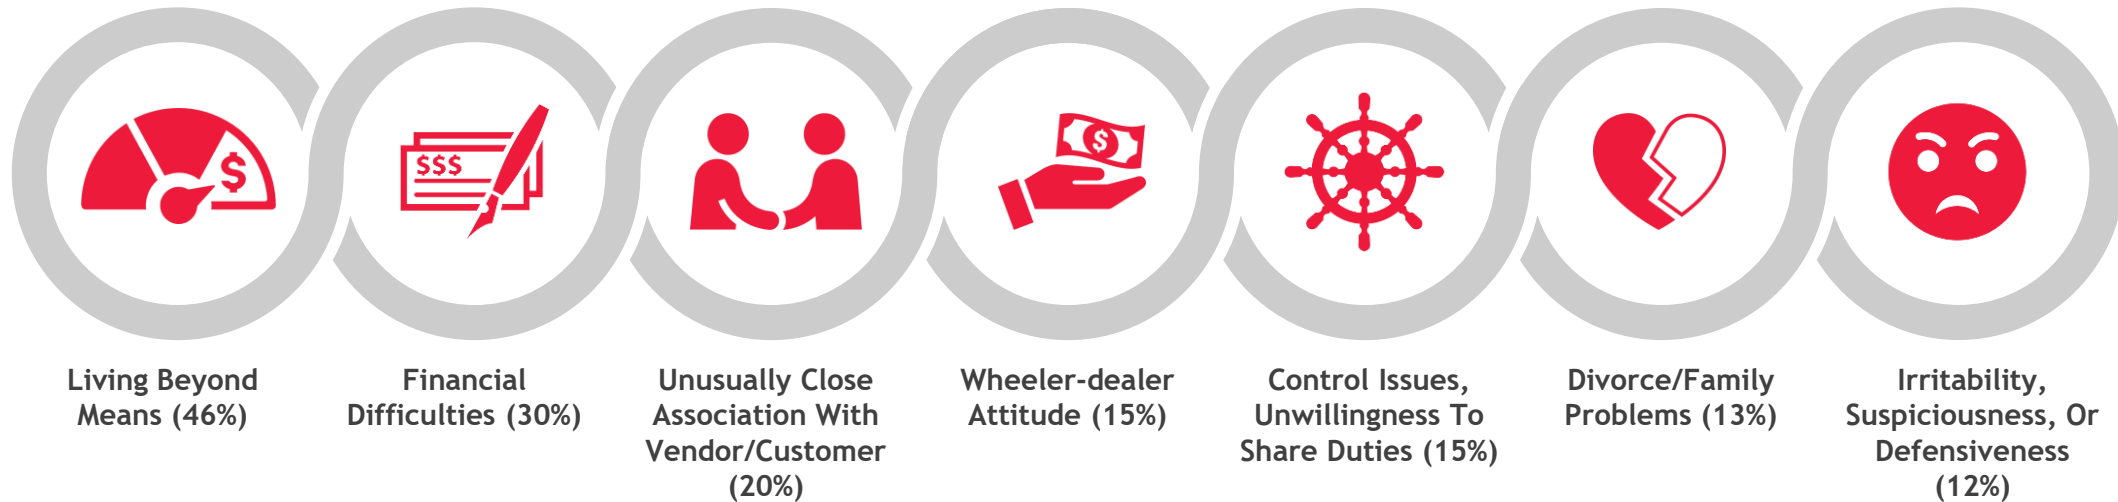 $
$$$
$
Living Beyond
Means (46%)
Financial
Difficulties (30%)
Unusually Close
Association With
Vendor/Customer
(20%)
Wheeler-dealer
Attitude (15%)
Control Issues,
Unwillingness To
Share Duties (15%)
Divorce/Family
Problems (13%)
Irritability,
Suspiciousness, Or
Defensiveness
(12%)